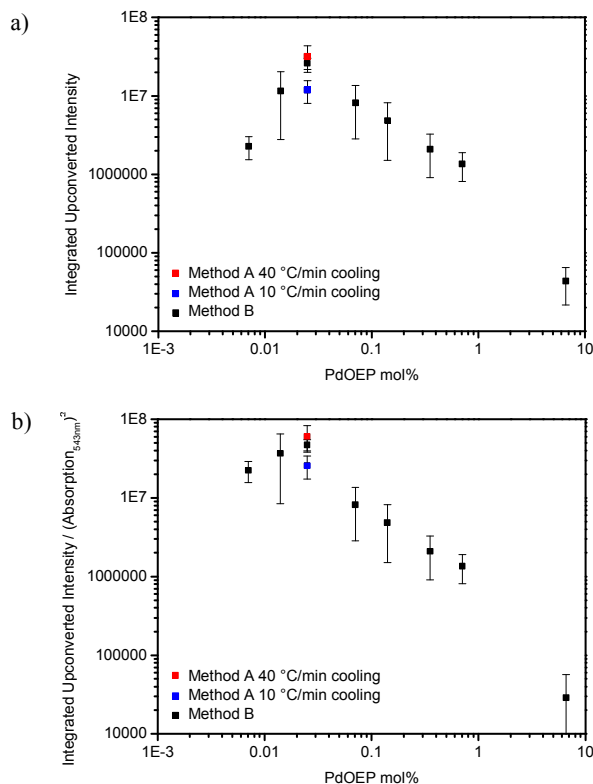 a)
1E8
1E7
1000000
100000
10000
Integrated Upconverted Intensity
Method A 40 °C/min cooling
Method A 10 °C/min cooling
Method B
1E-3 0.01 0.1 1 10
PdOEP mol%
b)
1E8
1E7
1000000
100000
10000
Integrated Upconverted Intensity / (Absorption543nm)²
Method A 40 °C/min cooling
Method A 10 °C/min cooling
Method B
1E-3 0.01 0.1 1 10
PdOEP mol%